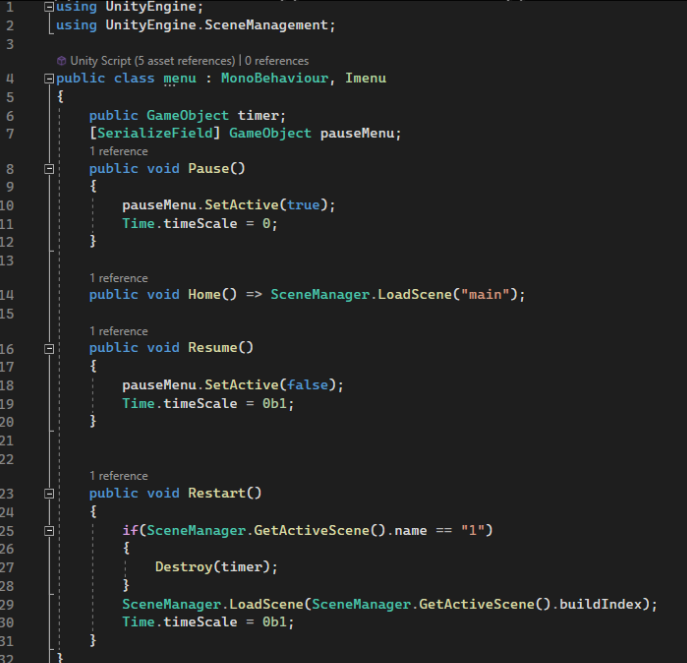 1 using UnityEngine;
2 using UnityEngine.SceneManagement;
3
Unity Script (5 asset references) | 0 references
4 public class menu : MonoBehaviour, Imenu
5 {
6 public GameObject timer;
7 [SerializeField] GameObject pauseMenu;
1 reference
8 public void Pause()
9 {
10 pauseMenu.SetActive(true);
11 Time.timeScale = 0;
12 }
13
1 reference
14 public void Home() => SceneManager.LoadScene("main");
15
1 reference
16 public void Resume()
17 {
18 pauseMenu.SetActive(false);
19 Time.timeScale = 0b1;
20 }
21
22
1 reference
23 public void Restart()
24 {
25 if(SceneManager.GetActiveScene().name == "1")
26 {
27 Destroy(timer);
28 }
29 SceneManager.LoadScene(SceneManager.GetActiveScene().buildIndex);
30 Time.timeScale = 0b1;
31 }
32 }